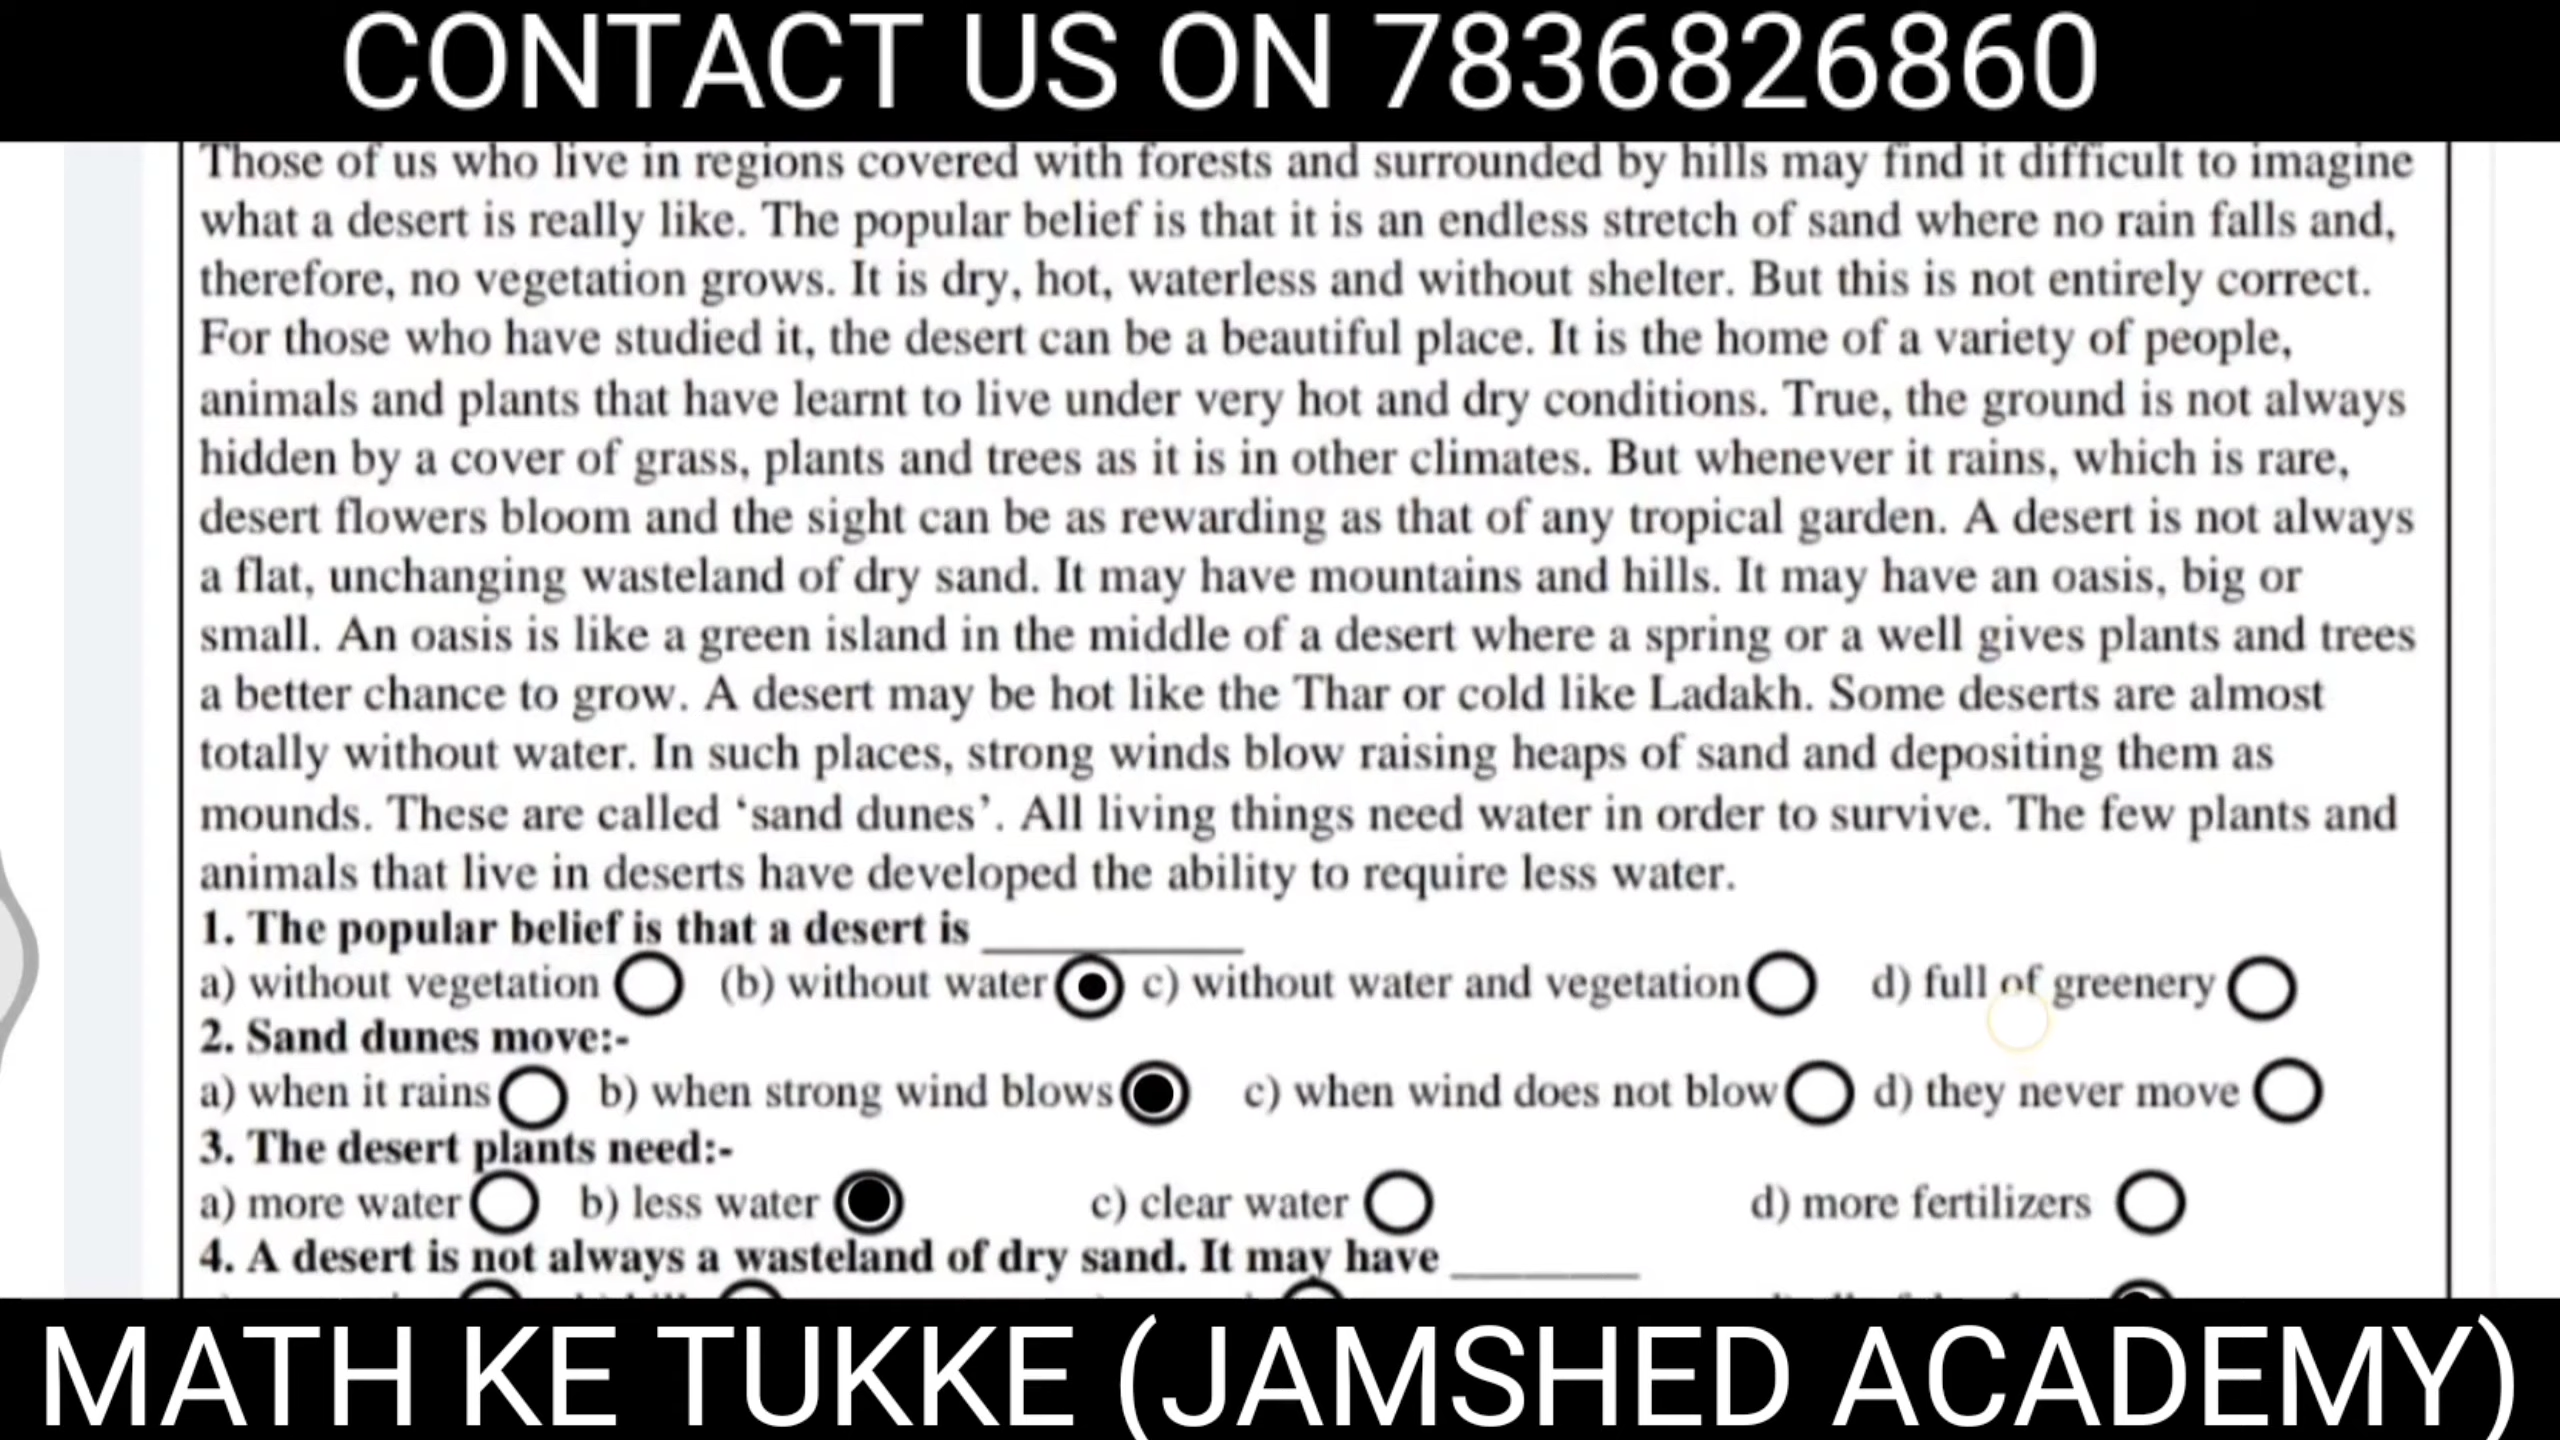 CONTACT US ON 7836826860
Those of us who live in regions covered with forests and surrounded by hills may find it difficult to imagine
what a desert is really like. The popular belief is that it is an endless stretch of sand where no rain falls and,
therefore, no vegetation grows. It is dry, hot, waterless and without shelter. But this is not entirely correct.
For those who have studied it, the desert can be a beautiful place. It is the home of a variety of people,
animals and plants that have learnt to live under very hot and dry conditions. True, the ground is not always
hidden by a cover of grass, plants and trees as it is in other climates. But whenever it rains, which is rare,
desert flowers bloom and the sight can be as rewarding as that of any tropical garden. A desert is not always
a flat, unchanging wasteland of dry sand. It may have mountains and hills. It may have an oasis, big or
small. An oasis is like a green island in the middle of a desert where a spring or a well gives plants and trees
a better chance to grow. A desert may be hot like the Thar or cold like Ladakh. Some deserts are almost
totally without water. In such places, strong winds blow raising heaps of sand and depositing them as
mounds. These are called ‘sand dunes’. All living things need water in order to survive. The few plants and
animals that live in deserts have developed the ability to require less water.
1. The popular belief is that a desert is ___________
a) without vegetation (b) without water c) without water and vegetation d) full of greenery
2. Sand dunes move:-
a) when it rains b) when strong wind blows c) when wind does not blow d) they never move
3. The desert plants need:-
a) more water b) less water c) clear water d) more fertilizers
4. A desert is not always a wasteland of dry sand. It may have ________
MATH KE TUKKE (JAMSHED ACADEMY)